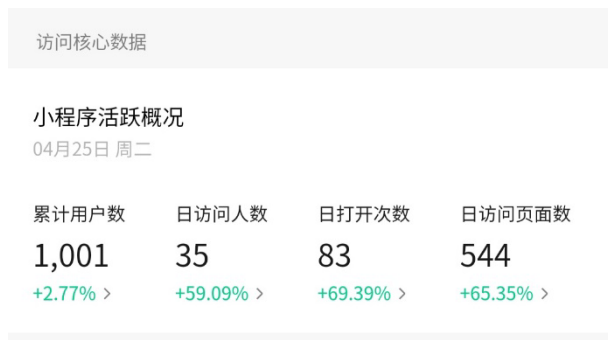 访问核心数据
小程序活跃概况
04月25日 周二
累计用户数 日访问人数 日打开次数 日访问页面数
1,001 35 83 544
+2.77% > +59.09% > +69.39% > +65.35% >